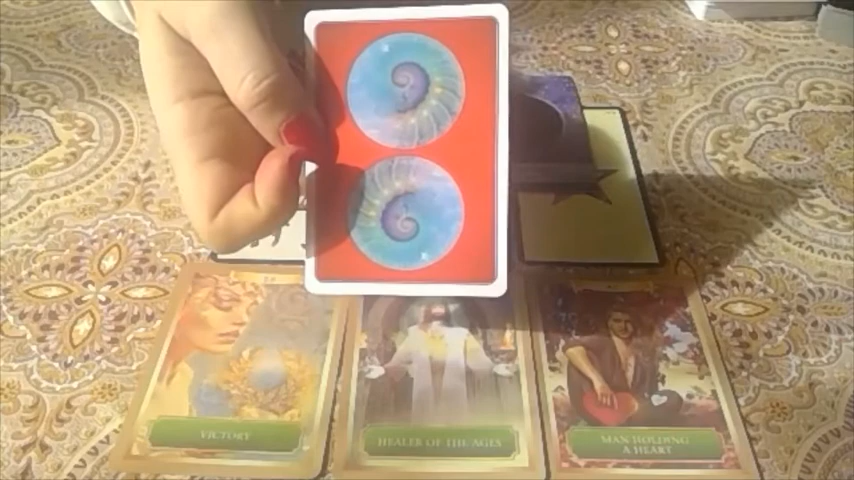 VICTORY
HEALER OF THE AGES
MAN HOLDING
A HEART